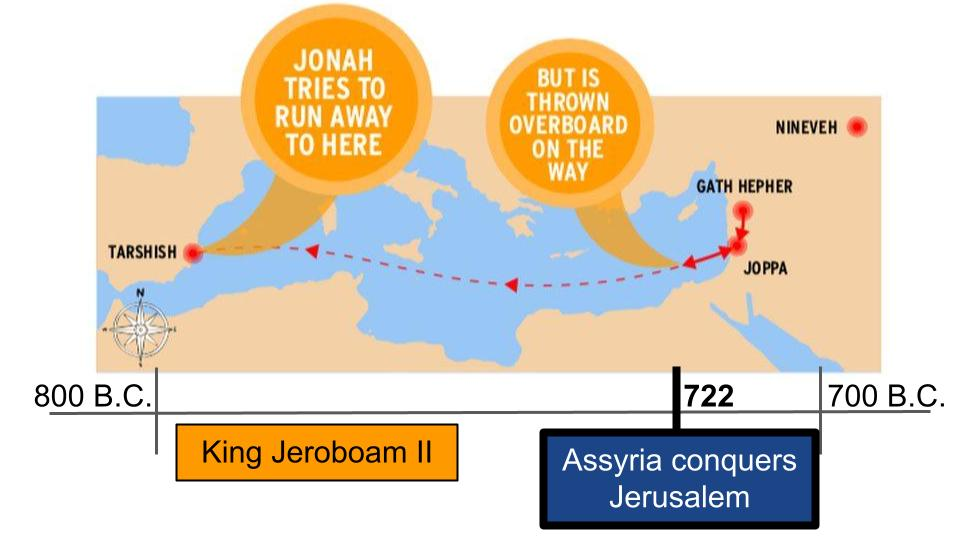 JONAH
TRIES TO
RUN AWAY
TO HERE
BUT IS
THROWN
OVERBOARD
ON THE
WAY
NINEVEH
GATH HEPHER
TARSHISH
JOPPA
N
800 B.C.
722
700 B.C.
King Jeroboam II
Assyria conquers
Jerusalem